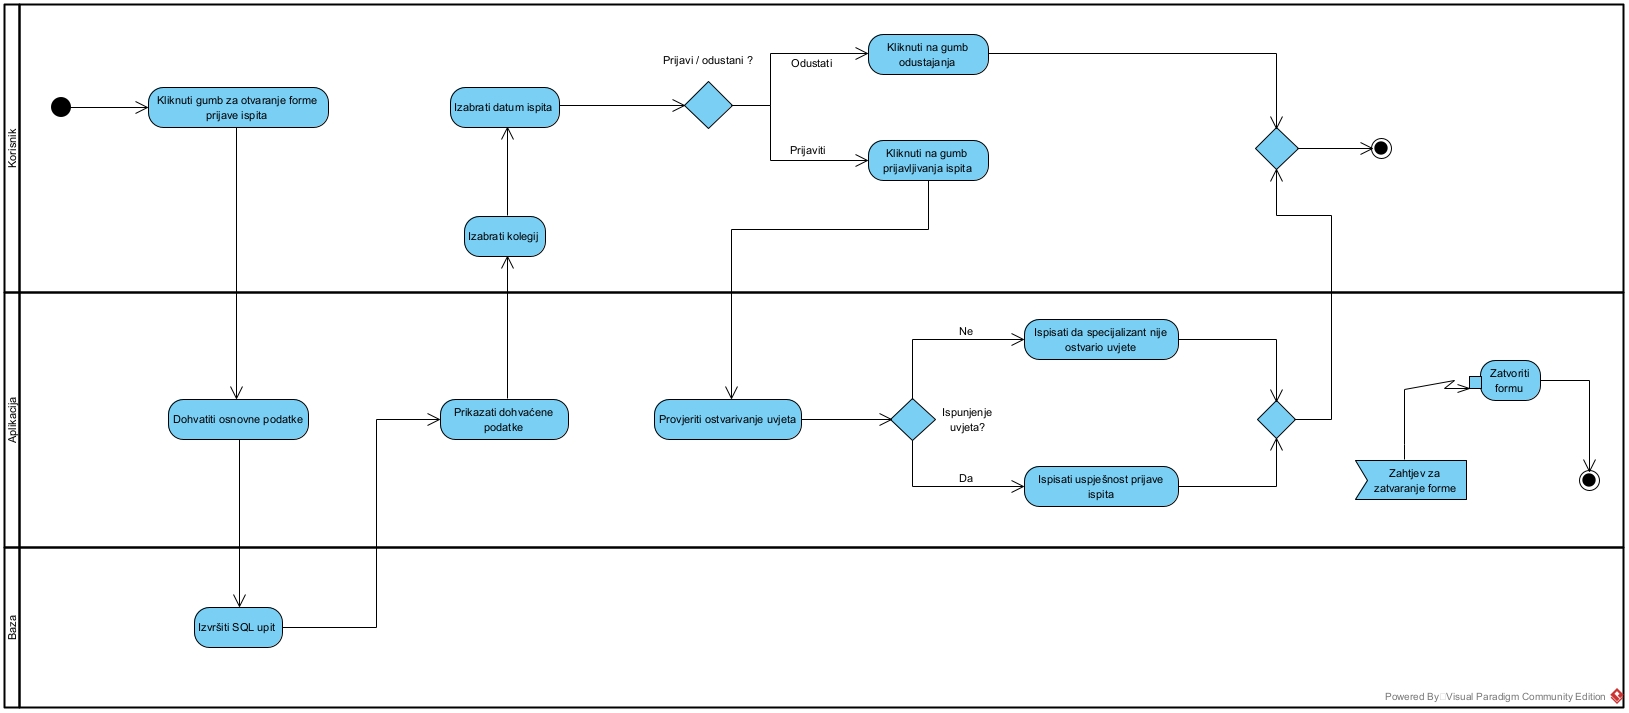 Korisnik
Kliknuti gumb za otvaranje forme
prijave ispita
Izabrati datum ispita
Izabrati kolegij
Prijavi / odustani ?
Odustati
Kliknuti na gumb
odustajanja
Prijaviti
Kliknuti na gumb
prijavljivanja ispita
Aplikacija
Dohvatiti osnovne podatke
Prikazati dohvaćene
podatke
Provjeriti ostvarivanje uvjeta
Ispunjenje
uvjeta?
Ne
Ispisati da specijalizant nije
ostvario uvjete
Da
Ispisati uspješnost prijave
ispita
Zatvoriti
formu
Zahtjev za
zatvaranje forme
Baza
Izvršiti SQL upit
Powered By Visual Paradigm Community Edition